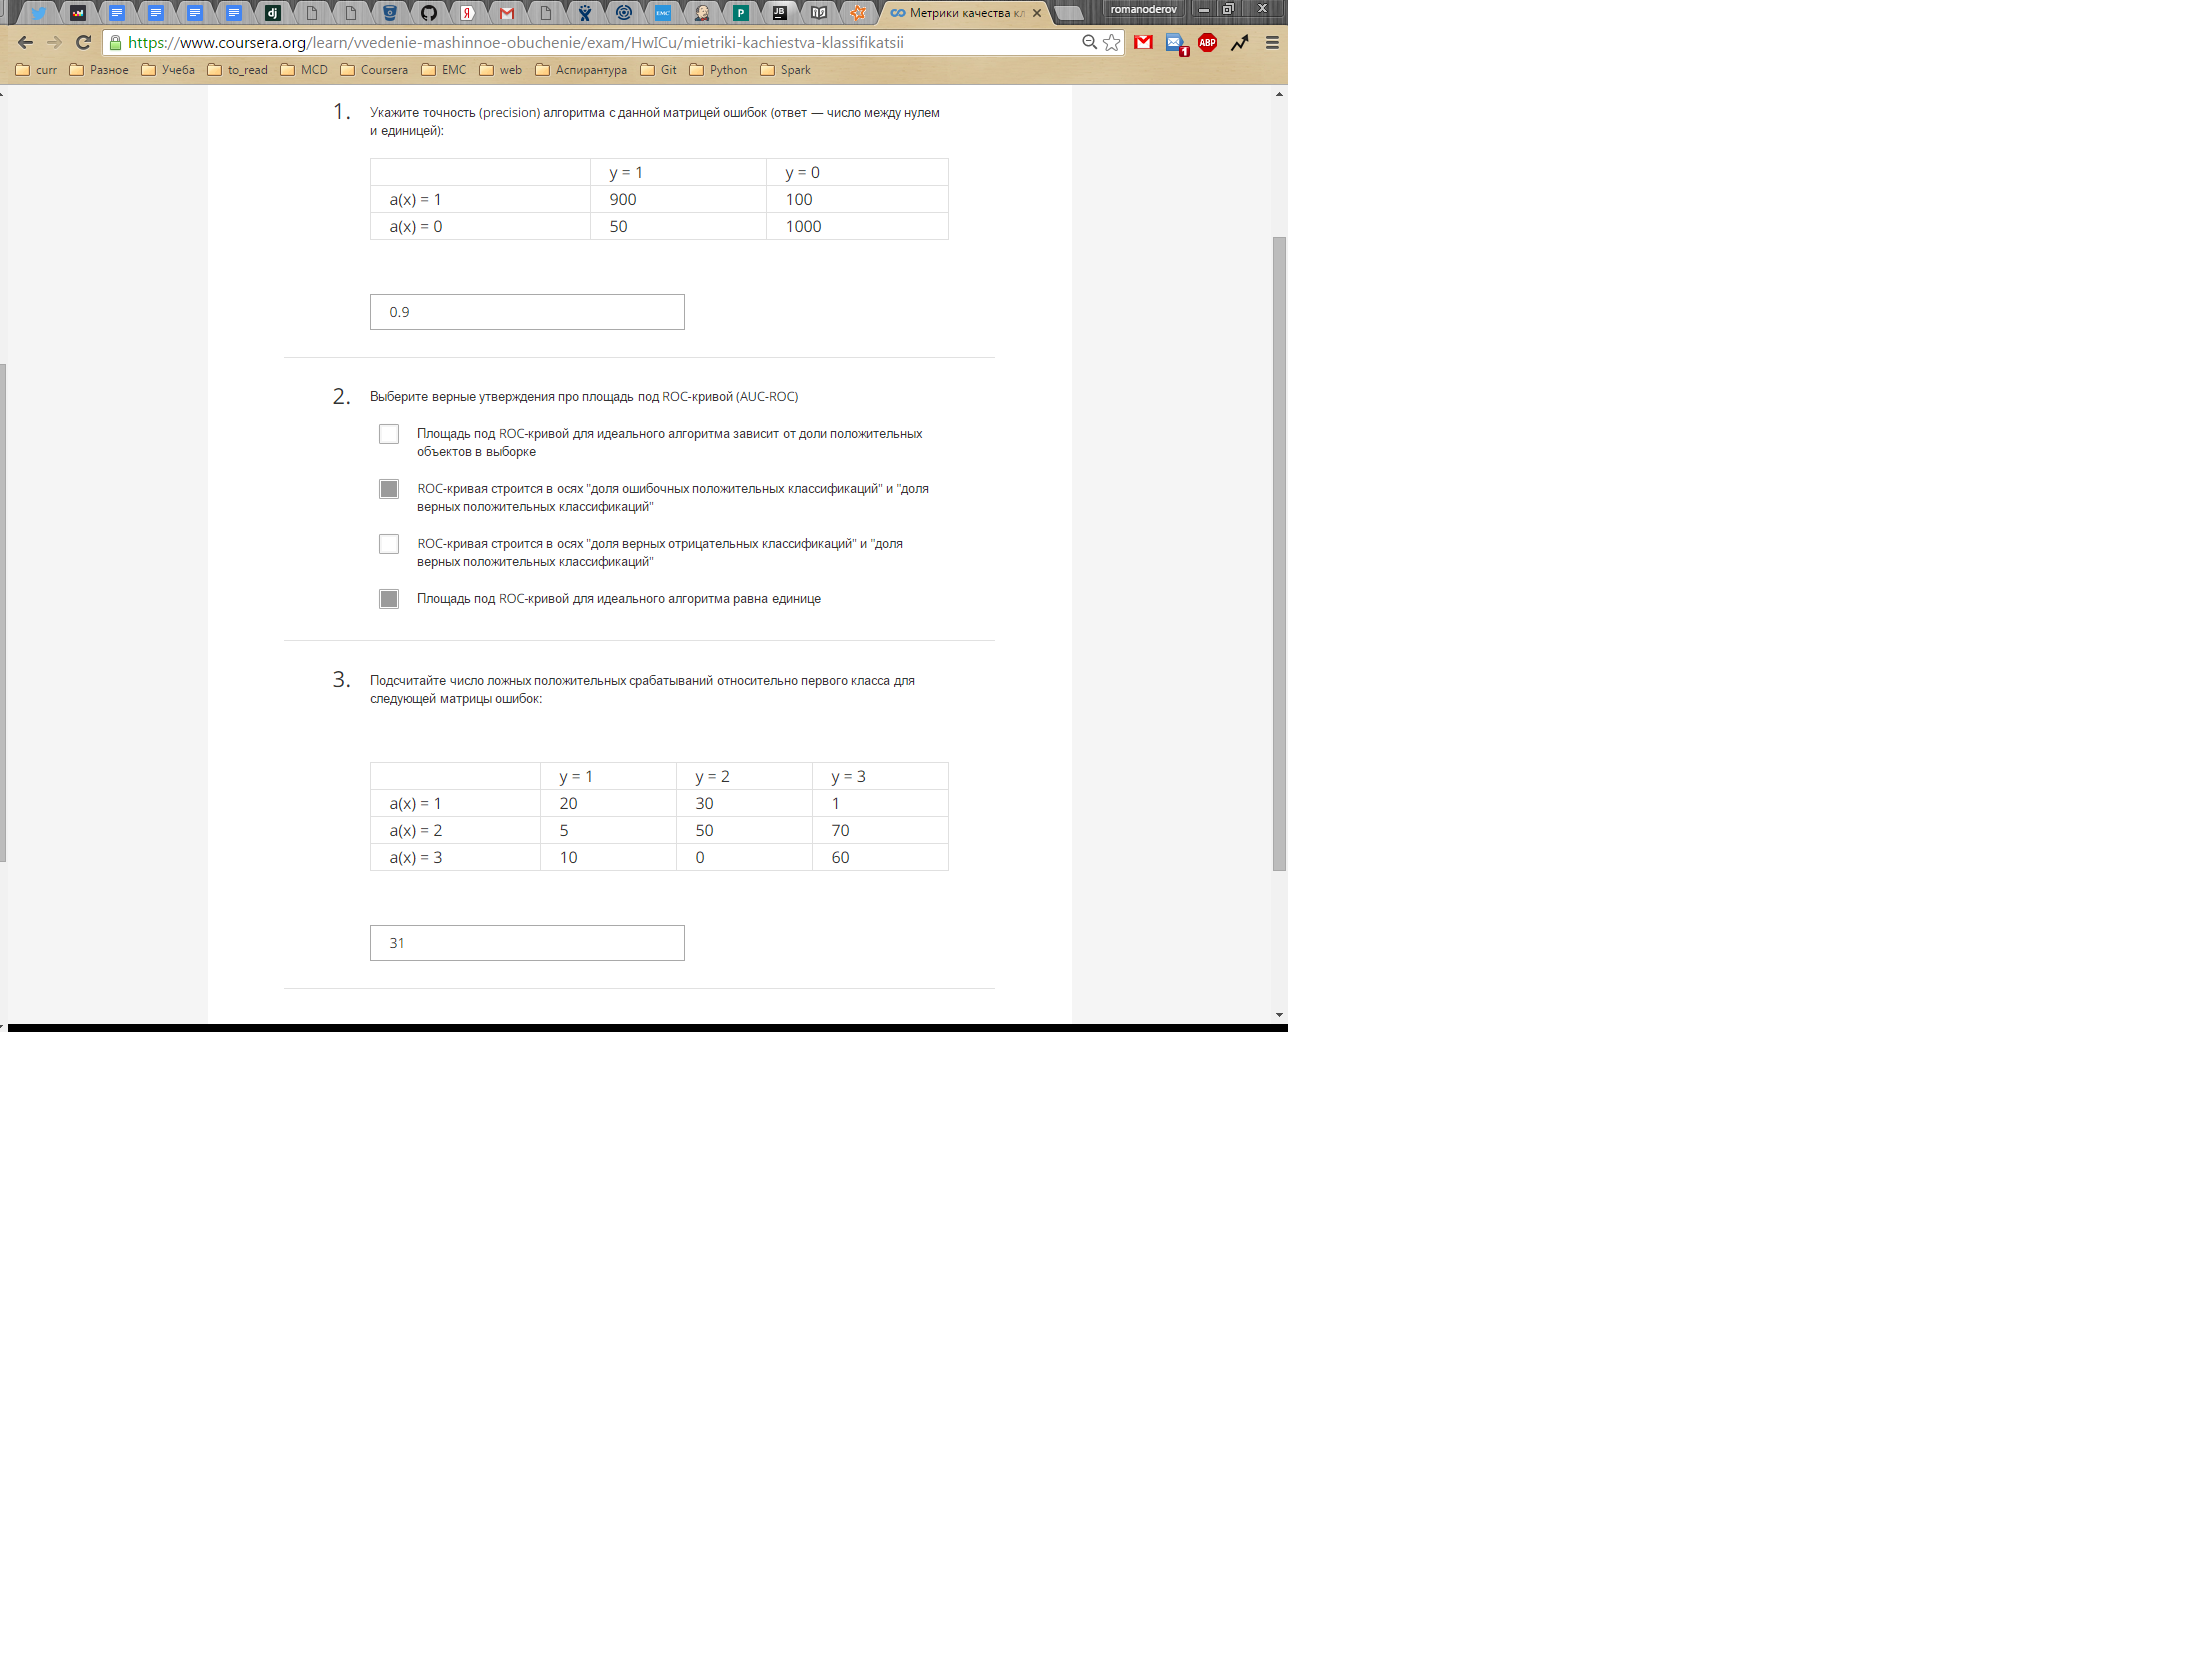 Метрики качества кл
romanoderov
https://www.coursera.org/learn/vvedenie-mashinnoe-obuchenie/exam/HwICu/mietriki-kachiestva-klassifikatsii
ABP
1
curr Разное Учеба to_read MCD Coursera EMC web Аспирантура Git Python Spark
1. Укажите точность (precision) алгоритма с данной матрицей ошибок (ответ — число между нулем
и единицей):
y = 1 y = 0
a(x) = 1 900 100
a(x) = 0 50 1000
0.9
2. Выберите верные утверждения про площадь под ROC-кривой (AUC-ROC)
Площадь под ROC-кривой для идеального алгоритма зависит от доли положительных
объектов в выборке
ROC-кривая строится в осях "доля ошибочных положительных классификаций" и "доля
верных положительных классификаций"
ROC-кривая строится в осях "доля верных отрицательных классификаций" и "доля
верных положительных классификаций"
Площадь под ROC-кривой для идеального алгоритма равна единице
3. Подсчитайте число ложных положительных срабатываний относительно первого класса для
следующей матрицы ошибок:
y = 1 y = 2 y = 3
a(x) = 1 20 30 1
a(x) = 2 5 50 70
a(x) = 3 10 0 60
31